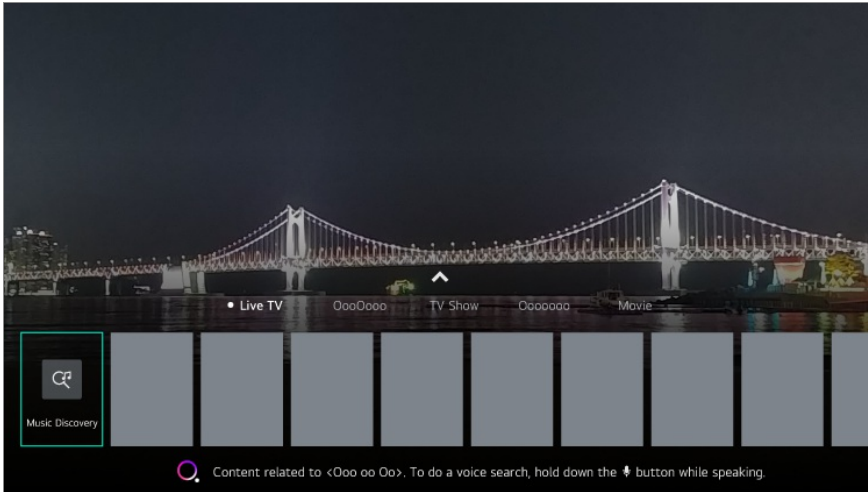 Live TV OooOooo TV Show Ooooooo Movie
Music Discovery
Content related to <Ooo oo Oo>. To do a voice search, hold down the button while speaking.